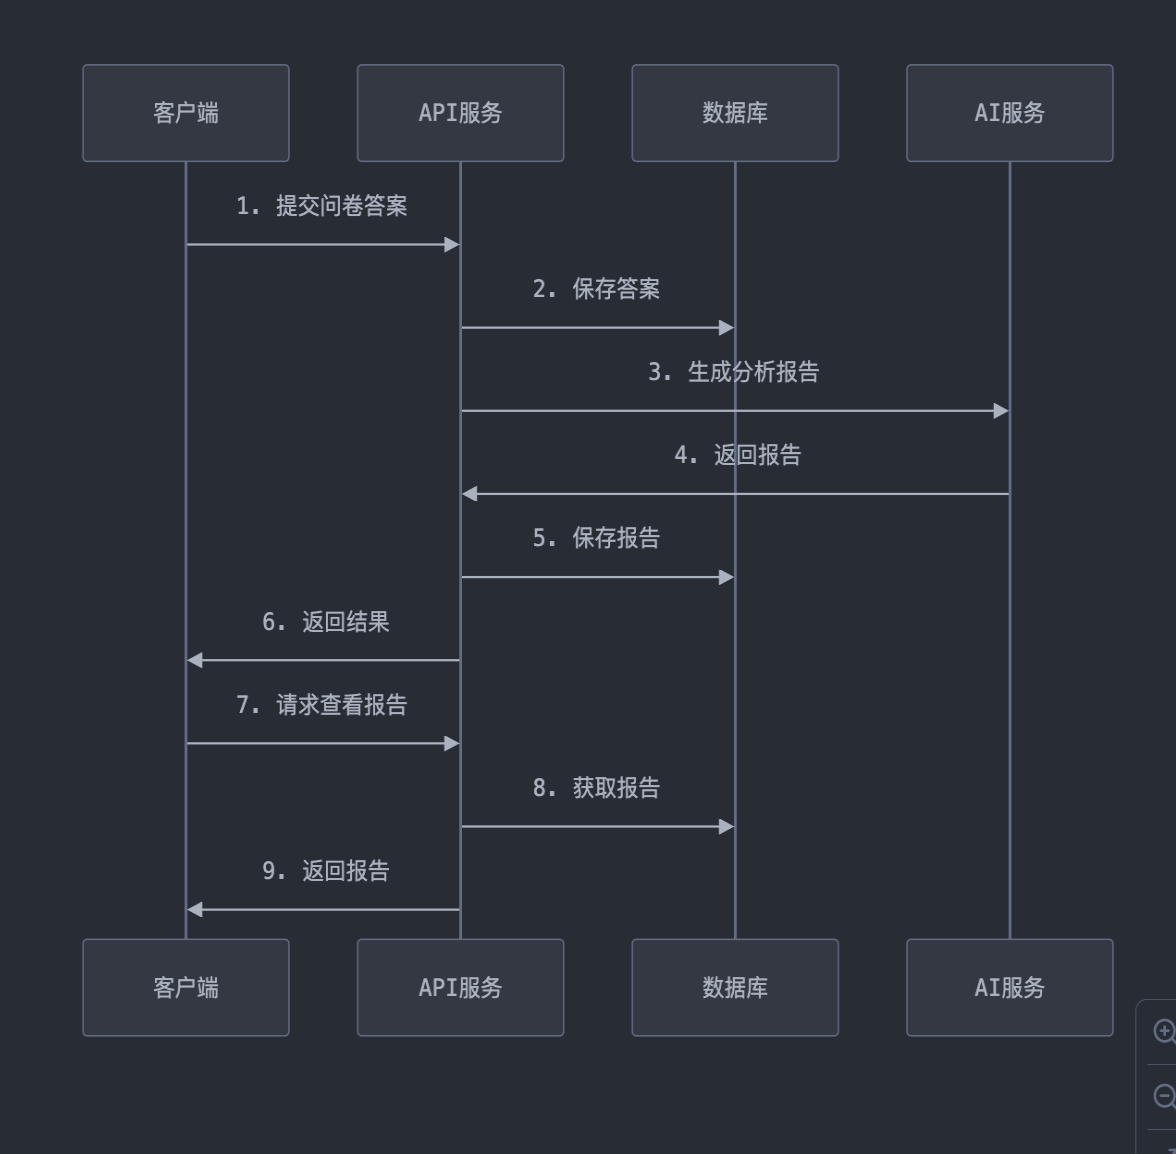 客户端
API服务
数据库
AI服务
1. 提交问卷答案
2. 保存答案
3. 生成分析报告
4. 返回报告
5. 保存报告
6. 返回结果
7. 请求查看报告
8. 获取报告
9. 返回报告
客户端
API服务
数据库
AI服务